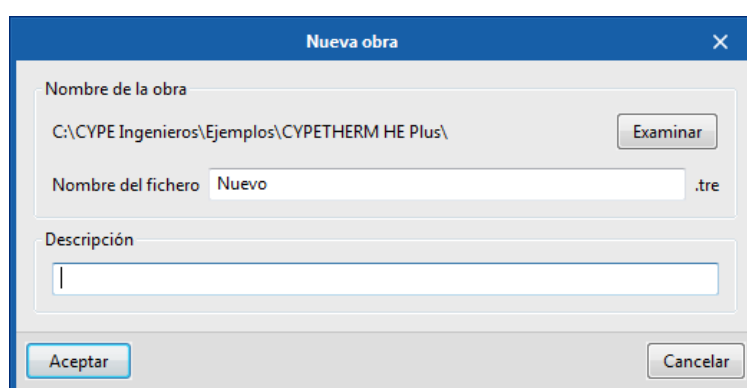 Nueva obra
Nombre de la obra
C:\CYPE Ingenieros\Ejemplos\CYPETHERM HE Plus\
Examinar
Nombre del fichero Nuevo .tre
Descripción
Aceptar Cancelar